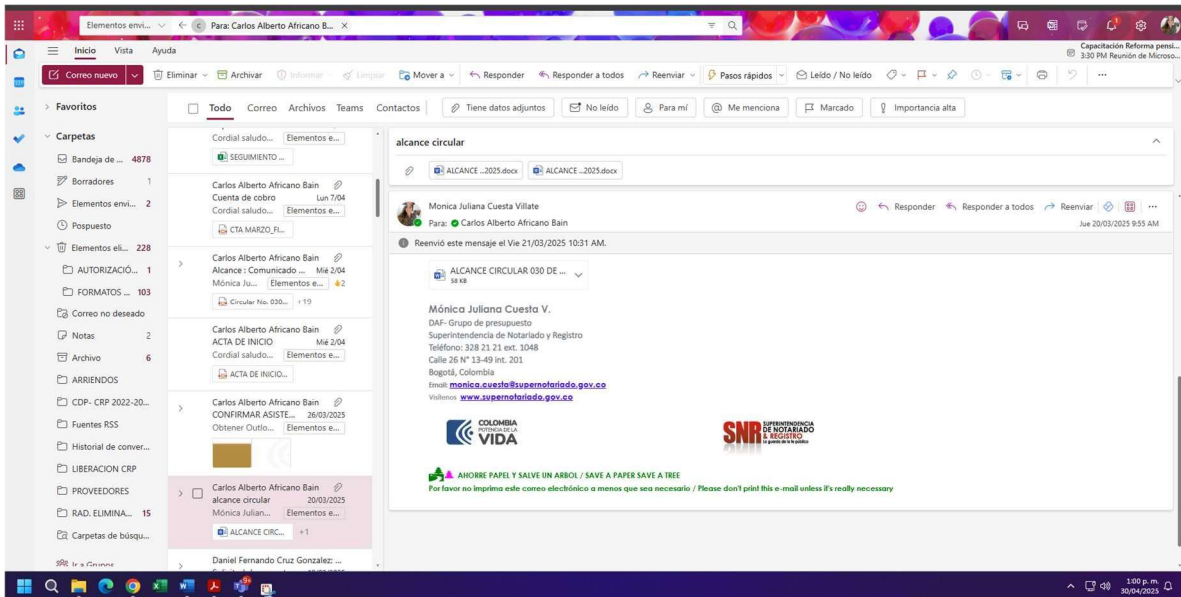 Elementos envi...
C
Para: Carlos Alberto Africano B...
Inicio Vista Ayuda
Capacitación Reforma pensi...
3:30 PM Reunión de Microso...
Correo nuevo
Eliminar
Archivar
Informar
Limpiar
Mover a
Responder
Responder a todos
Reenviar
Pasos rápidos
Leído / No leído
Favoritos
Carpetas
Bandeja de ... 4878
Borradores 1
Elementos envi... 2
Pospuesto
Elementos eli... 228
AUTORIZACIÓ... 1
FORMATOS ... 103
Correo no deseado
Notas 2
Archivo 6
ARRIENDOS
CDP- CRP 2022-20...
Fuentes RSS
Historial de conver...
LIBERACION CRP
PROVEEDORES
RAD. ELIMINA... 15
Carpetas de búsqu...
Ir a Grupos
Todo Correo Archivos Teams Contactos
Tiene datos adjuntos
No leído
Para mí
Me menciona
Marcado
Importancia alta
Cordial saludo... Elementos e...
SEGUIMIENTO ...
Carlos Alberto Africano Bain
Cuenta de cobro Lun 7/04
Cordial saludo... Elementos e...
CTA MARZO_FI...
Carlos Alberto Africano Bain
Alcance : Comunicado ... Mié 2/04
Mónica Ju... Elementos e... 2
Circular No. 030... +19
Carlos Alberto Africano Bain
ACTA DE INICIO Mié 2/04
Cordial saludo... Elementos e...
ACTA DE INICIO...
Carlos Alberto Africano Bain
CONFIRMAR ASISTE... 26/03/2025
Obtener Outlo... Elementos e...
Carlos Alberto Africano Bain
alcance circular 20/03/2025
Mónica Julian... Elementos e...
ALCANCE CIRC... +1
Daniel Fernando Cruz Gonzalez: ...
alcance circular
ALCANCE ...2025.docx
ALCANCE ...2025.docx
Monica Juliana Cuesta Villate
Para: Carlos Alberto Africano Bain
Responder
Responder a todos
Reenviar
Jue 20/03/2025 9:55 AM
Reenvió este mensaje el Vie 21/03/2025 10:31 AM.
ALCANCE CIRCULAR 030 DE ...
58 KB
Mónica Juliana Cuesta V.
DAF- Grupo de presupuesto
Superintendencia de Notariado y Registro
Teléfono: 328 21 21 ext. 1048
Calle 26 N° 13-49 int. 201
Bogotá, Colombia
Email: monica.cuesta@supernotariado.gov.co
Visítenos www.supernotariado.gov.co
COLOMBIA
POTENCIA DE LA
VIDA
SNR SUPERINTENDENCIA
DE NOTARIADO
& REGISTRO
La guarda de la fe pública
AHORRE PAPEL Y SALVE UN ARBOL / SAVE A PAPER SAVE A TREE
Por favor no imprima este correo electrónico a menos que sea necesario / Please don't print this e-mail unless it's really necessary
1:00 p. m.
30/04/2025